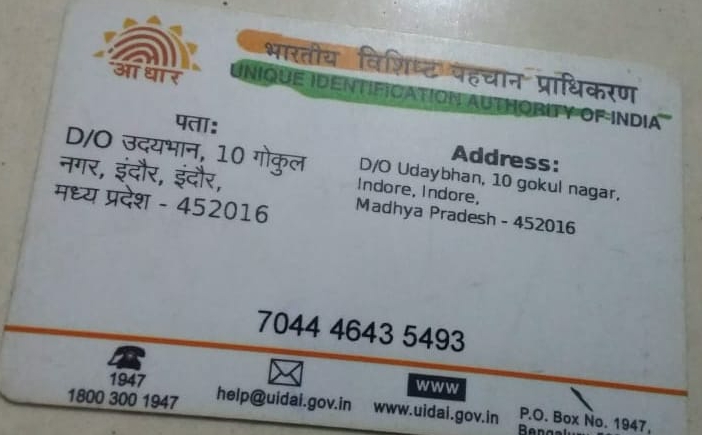 आधार
भारतीय विशिष्ट पहचान प्राधिकरण
UNIQUE IDENTIFICATION AUTHORITY OF INDIA
पता:
D/O उदयभान, 10 गोकुल
नगर, इंदौर, इंदौर,
मध्य प्रदेश - 452016
Address:
D/O Udaybhan, 10 gokul nagar,
Indore, Indore,
Madhya Pradesh - 452016
7044 4643 5493
1947
1800 300 1947
help@uidai.gov.in
WWW
www.uidai.gov.in
P.O. Box No. 1947,